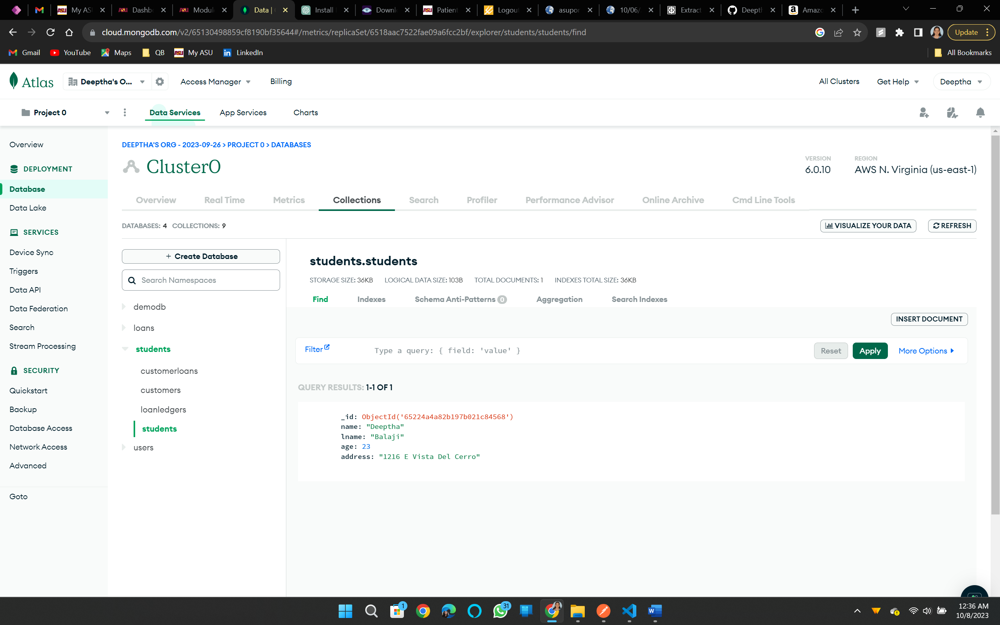 My AS
Dashb
Modul
Data | 
Install
Downl
Patient
Logout
asupor
10/06/
Extract
Deepth
Amazo
cloud.mongodb.com/v2/65130498859cf8190bf35644#/metrics/replicaSet/6518aac7522fae09a6fcc2bf/explorer/students/students/find
Update
Gmail YouTube Maps QB My ASU LinkedIn All Bookmarks
Atlas Deeptha's O... Access Manager Billing All Clusters Get Help Deeptha
Project 0 Data Services App Services Charts
Overview
DEPLOYMENT
Database
Data Lake
SERVICES
Device Sync
Triggers
Data API
Data Federation
Search
Stream Processing
SECURITY
Quickstart
Backup
Database Access
Network Access
Advanced
Goto
DEEPTHA'S ORG - 2023-09-26 > PROJECT 0 > DATABASES
Cluster0
VERSION
6.0.10
REGION
AWS N. Virginia (us-east-1)
Overview Real Time Metrics Collections Search Profiler Performance Advisor Online Archive Cmd Line Tools
DATABASES: 4 COLLECTIONS: 9
VISUALIZE YOUR DATA REFRESH
+ Create Database
Search Namespaces
demodb
loans
students
customerloans
customers
loanledgers
students
users
students.students
STORAGE SIZE: 36KB LOGICAL DATA SIZE: 103B TOTAL DOCUMENTS: 1 INDEXES TOTAL SIZE: 36KB
Find Indexes Schema Anti-Patterns 0 Aggregation Search Indexes
INSERT DOCUMENT
Filter Type a query: { field: 'value' } Reset Apply More Options
QUERY RESULTS: 1-1 OF 1
_id: ObjectId('65224a4a82b197b021c84568')
name: "Deeptha"
lname: "Balaji"
age: 23
address: "1216 E Vista Del Cerro"
1
31
12:36 AM
10/8/2023